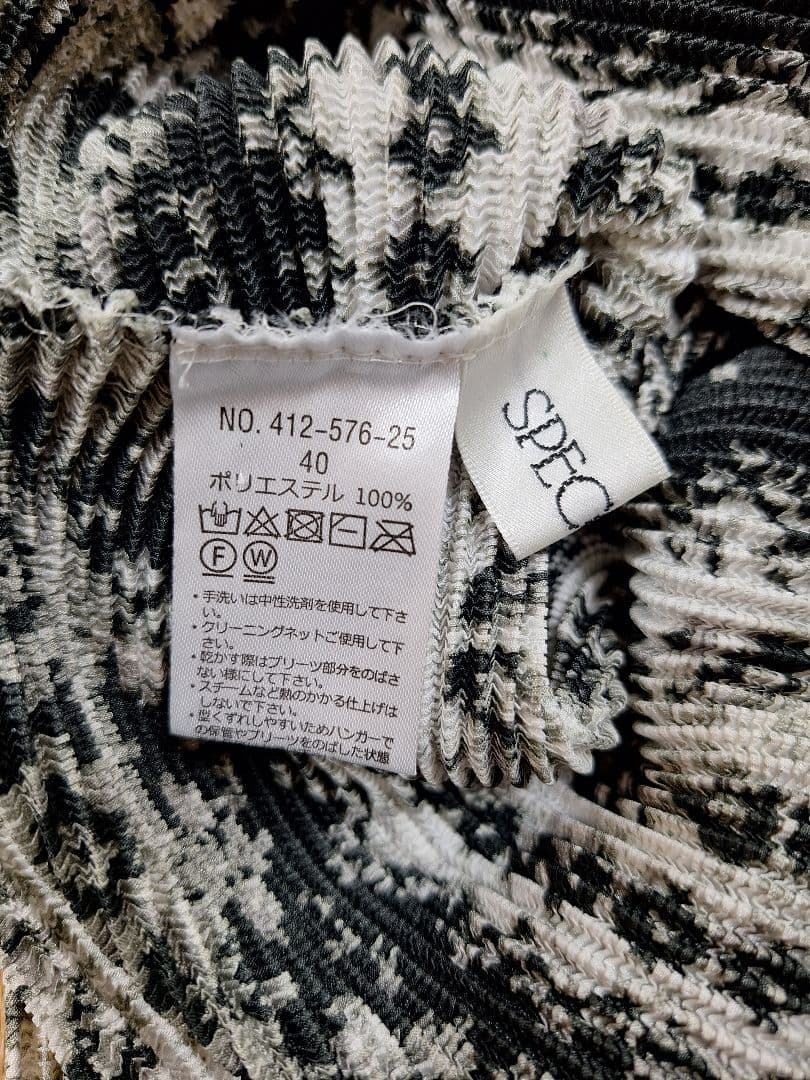 NO. 412-576-25
40
ポリエステル 100%
F W
・手洗いは中性洗剤を使用して下さ
い。
・クリーニングネットご使用して下
さい。
・乾かす際はプリーツ部分をのばさ
ない様にして下さい。
・スチームなど熱のかかる仕上げは
しないで下さい。
・型くずれしやすいためハンガーで
の保管やプリーツをのばした状態
SPEC